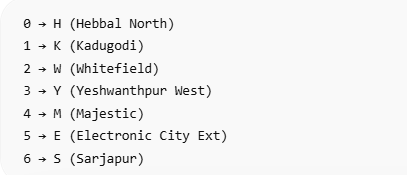 0 → H (Hebbal North)
1 → K (Kadugodi)
2 → W (Whitefield)
3 → Y (Yeshwanthpur West)
4 → M (Majestic)
5 → E (Electronic City Ext)
6 → S (Sarjapur)